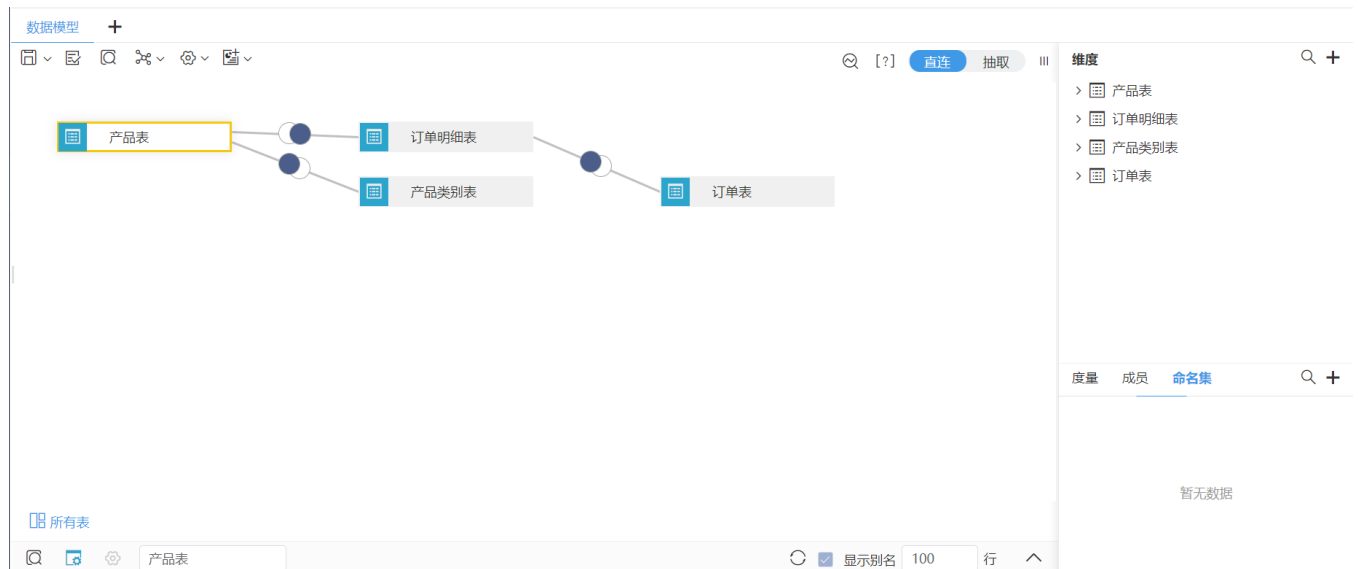 数据模型
[?]
直连
抽取
产品表
订单明细表
产品类别表
订单表
所有表
产品表
显示别名
100
行
维度
产品表
订单明细表
产品类别表
订单表
度量 成员 命名集
暂无数据